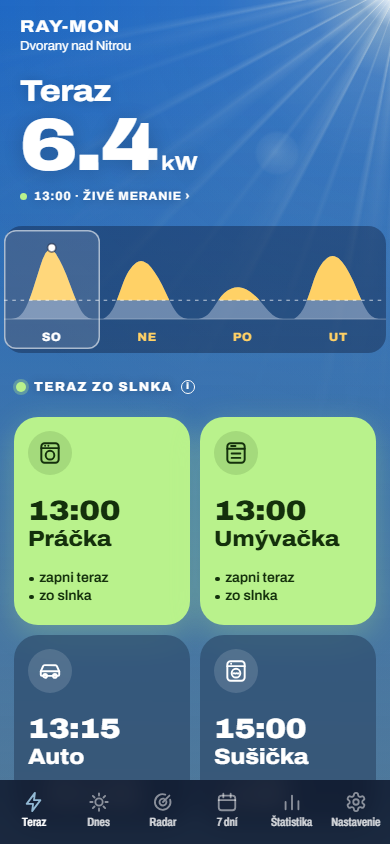 RAY-MON
Dvorany nad Nitrou
Teraz
6.4 kW
13:00 · ŽIVÉ MERANIE ›
SO NE PO UT
TERAZ ZO SLNKA
13:00
Práčka
• zapni teraz
• zo slnka
13:00
Umývačka
• zapni teraz
• zo slnka
13:15
Auto
15:00
Sušička
Teraz Dnes Radar 7 dní Štatistika Nastavenie